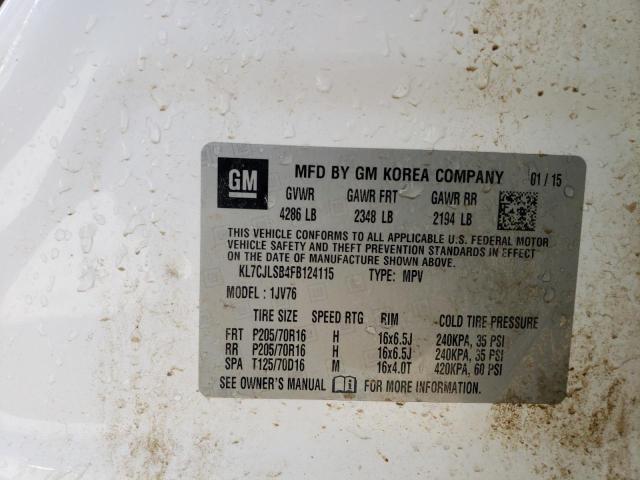 GM MFD BY GM KOREA COMPANY 01/15
GVWR GAWR FRT GAWR RR
4286 LB 2348 LB 2194 LB
THIS VEHICLE CONFORMS TO ALL APPLICABLE U.S. FEDERAL MOTOR
VEHICLE SAFETY AND THEFT PREVENTION STANDARDS IN EFFECT
ON THE DATE OF MANUFACTURE SHOWN ABOVE.
KL7CJLSB4FB124115 TYPE: MPV
MODEL : 1JV76
TIRE SIZE SPEED RTG RIM COLD TIRE PRESSURE
FRT P205/70R16 H 16x6.5J 240KPA, 35 PSI
RR P205/70R16 H 16x6.5J 240KPA, 35 PSI
SPA T125/70D16 M 16x4.0T 420KPA, 60 PSI
SEE OWNER'S MANUAL FOR MORE INFORMATION.